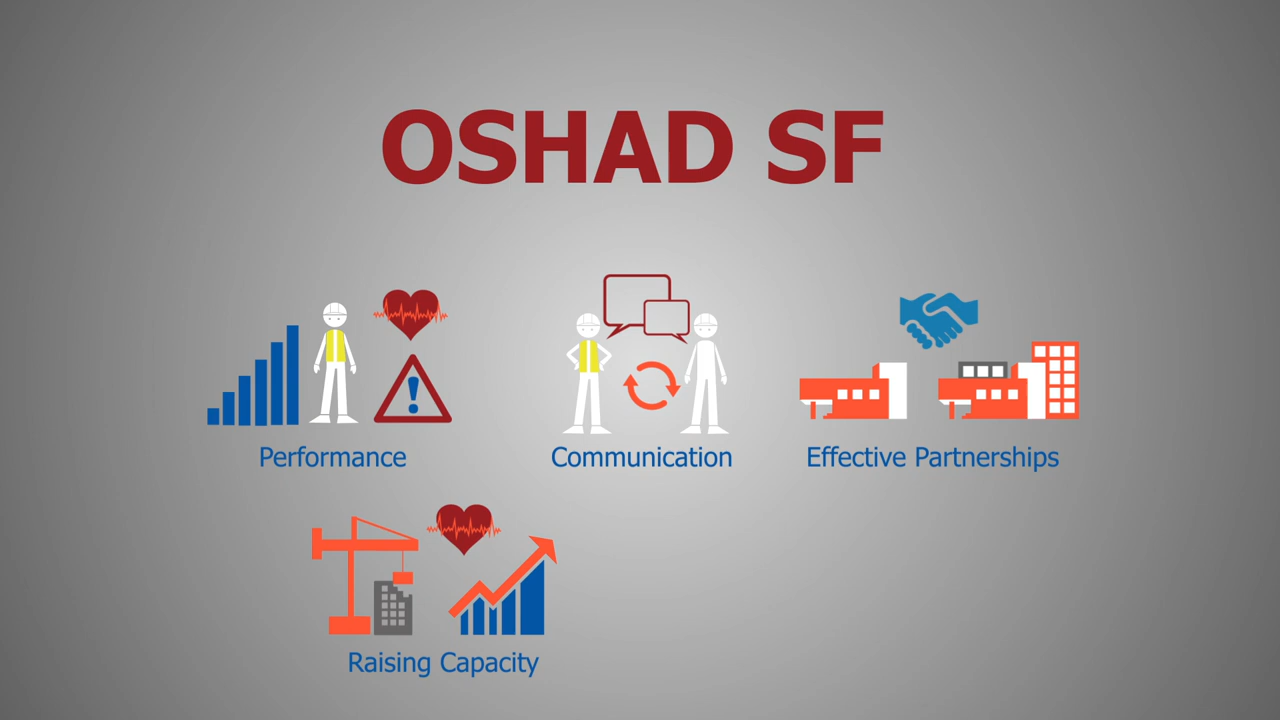 OSHAD SF
Performance
Communication
Effective Partnerships
Raising Capacity